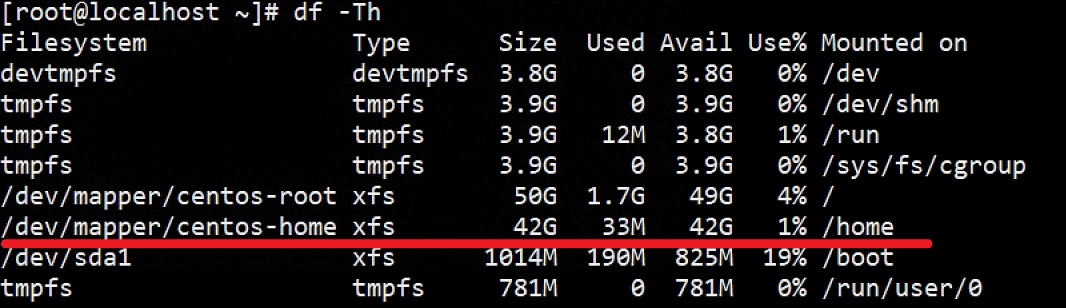 [root@localhost ~]# df -Th
Filesystem              Type      Size  Used Avail Use% Mounted on
devtmpfs                devtmpfs  3.8G     0  3.8G   0% /dev
tmpfs                   tmpfs     3.9G     0  3.9G   0% /dev/shm
tmpfs                   tmpfs     3.9G   12M  3.8G   1% /run
tmpfs                   tmpfs     3.9G     0  3.9G   0% /sys/fs/cgroup
/dev/mapper/centos-root xfs        50G  1.7G   49G   4% /
/dev/mapper/centos-home xfs        42G   33M   42G   1% /home
/dev/sda1               xfs      1014M  190M  825M  19% /boot
tmpfs                   tmpfs     781M     0  781M   0% /run/user/0